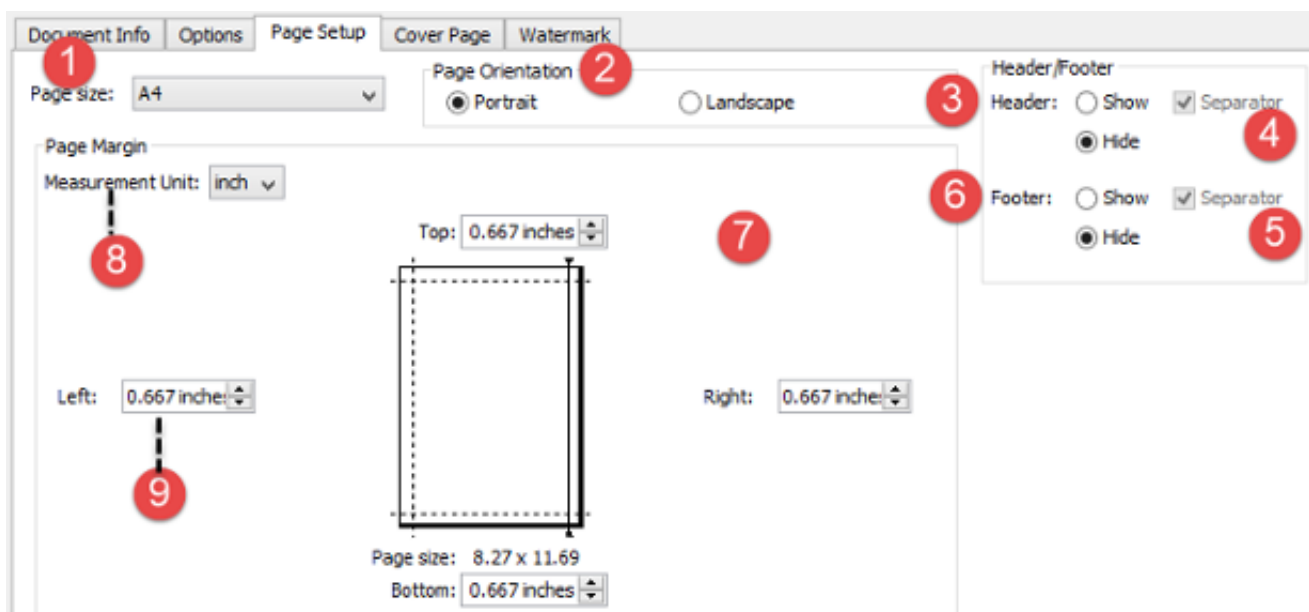 Document Info Options Page Setup Cover Page Watermark
1
Page size: A4
Page Orientation 2
Portrait Landscape
Header/Footer
3 Header: Show Separator
4
Hide
6 Footer: Show Separator
5
Hide
Page Margin
Measurement Unit: inch
8
Top: 0.667 inches
7
Left: 0.667 inche
9
Right: 0.667 inche
Page size: 8.27 x 11.69
Bottom: 0.667 inches